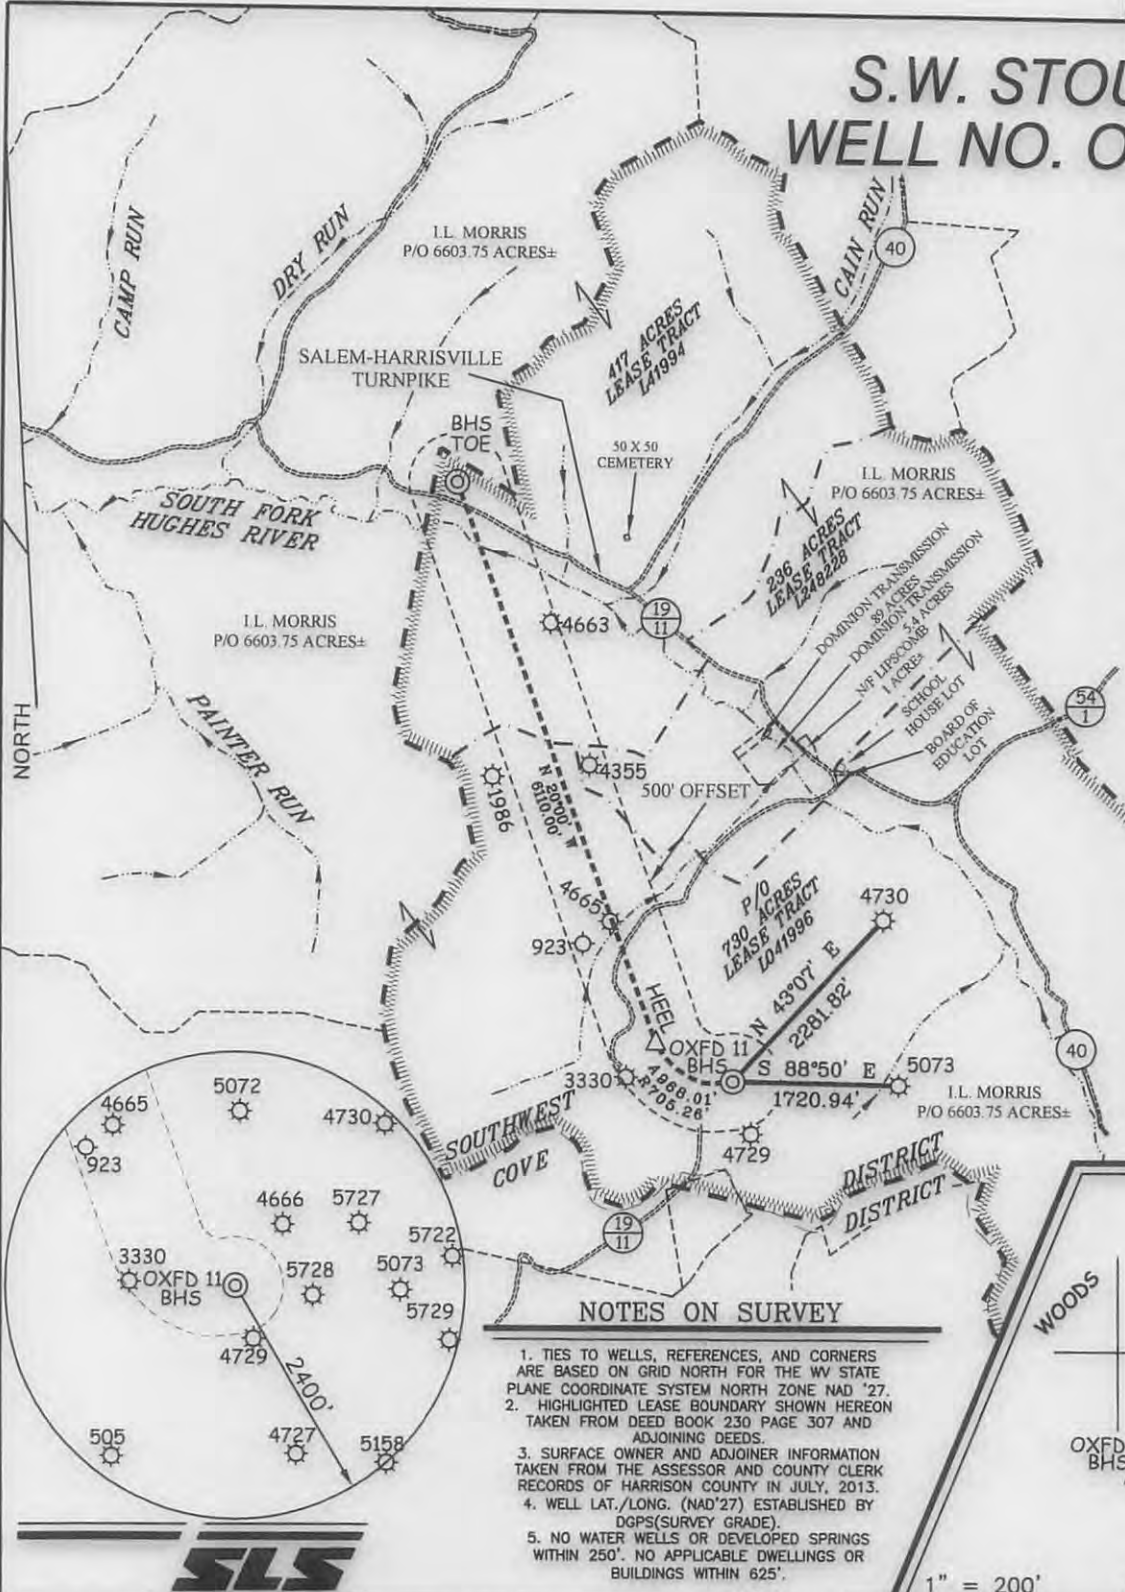 S.W. STOU
WELL NO. O
CAMP RUN
DRY RUN
I.L. MORRIS
P/O 6603.75 ACRES±
CAIN RUN
40
417 ACRES
LEASE TRACT
L41994
SALEM-HARRISVILLE
TURNPIKE
BHS
TOE
50 X 50
CEMETERY
I.L. MORRIS
P/O 6603.75 ACRES±
SOUTH FORK
HUGHES RIVER
236 ACRES
LEASE TRACT
L248228
DOMINION TRANSMISSION
.89 ACRES
DOMINION TRANSMISSION
5.4 ACRES
N/F LIPSCOMB
1 ACRE±
SCHOOL
HOUSE LOT
BOARD OF
EDUCATION
LOT
I.L. MORRIS
P/O 6603.75 ACRES±
4663
19
11
54
1
NORTH
PAINTER RUN
4355
1986
N 20°00' W
6110.00'
500' OFFSET
4665
923
P/O
730 ACRES
LEASE TRACT
L041996
4730
N 43°07' E
2281.82'
HEEL
OXFD 11
BHS
S 88°50' E
1720.94'
5073
3330
4968.01'
R705.26'
40
I.L. MORRIS
P/O 6603.75 ACRES±
4729
SOUTHWEST
COVE
DISTRICT
DISTRICT
19
11
4665
5072
4730
923
4666
5727
5722
3330
OXFD 11
BHS
5728
5073
5729
4729
2400'
505
4727
5158
WOODS
OXFD
BHS
NOTES ON SURVEY
1. TIES TO WELLS, REFERENCES, AND CORNERS
ARE BASED ON GRID NORTH FOR THE WV STATE
PLANE COORDINATE SYSTEM NORTH ZONE NAD '27.
2. HIGHLIGHTED LEASE BOUNDARY SHOWN HEREON
TAKEN FROM DEED BOOK 230 PAGE 307 AND
ADJOINING DEEDS.
3. SURFACE OWNER AND ADJOINER INFORMATION
TAKEN FROM THE ASSESSOR AND COUNTY CLERK
RECORDS OF HARRISON COUNTY IN JULY, 2013.
4. WELL LAT./LONG. (NAD'27) ESTABLISHED BY
DGPS(SURVEY GRADE).
5. NO WATER WELLS OR DEVELOPED SPRINGS
WITHIN 250'. NO APPLICABLE DWELLINGS OR
BUILDINGS WITHIN 625'.
SLS
1" = 200'